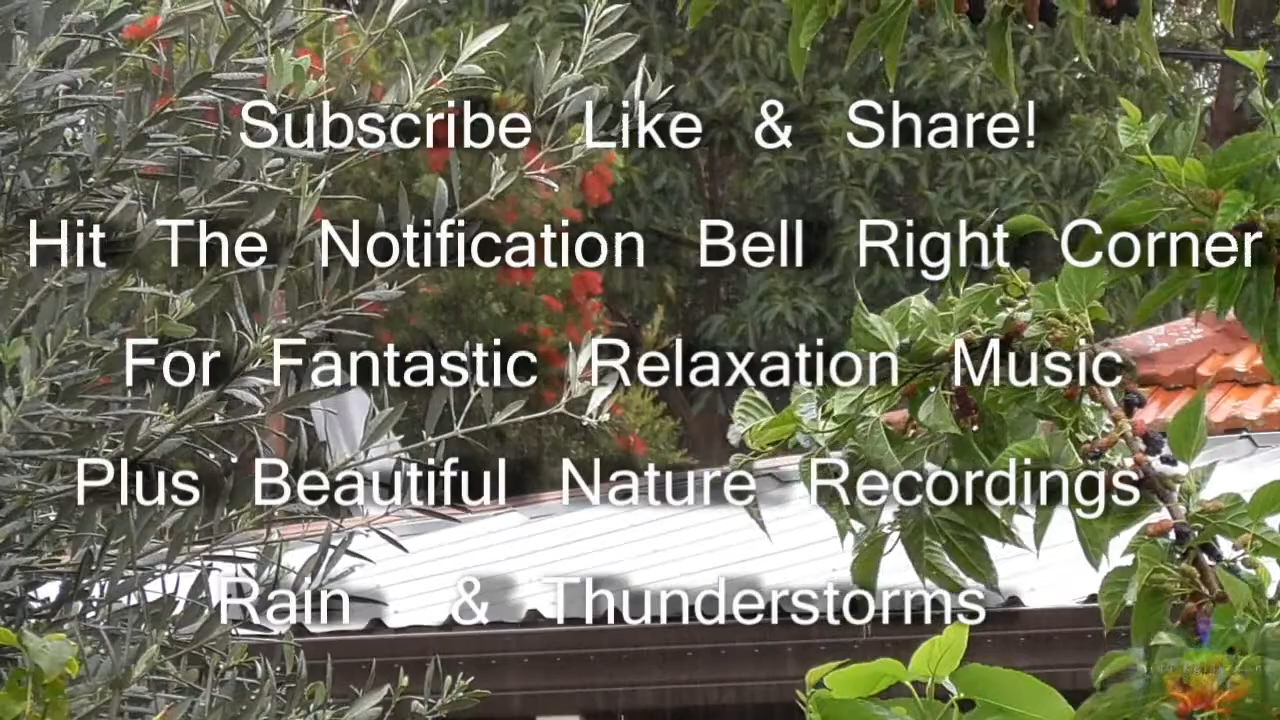 Subscribe Like & Share!
Hit The Notification Bell Right Corner
For Fantastic Relaxation Music
Plus Beautiful Nature Recordings
Rain & Thunderstorms